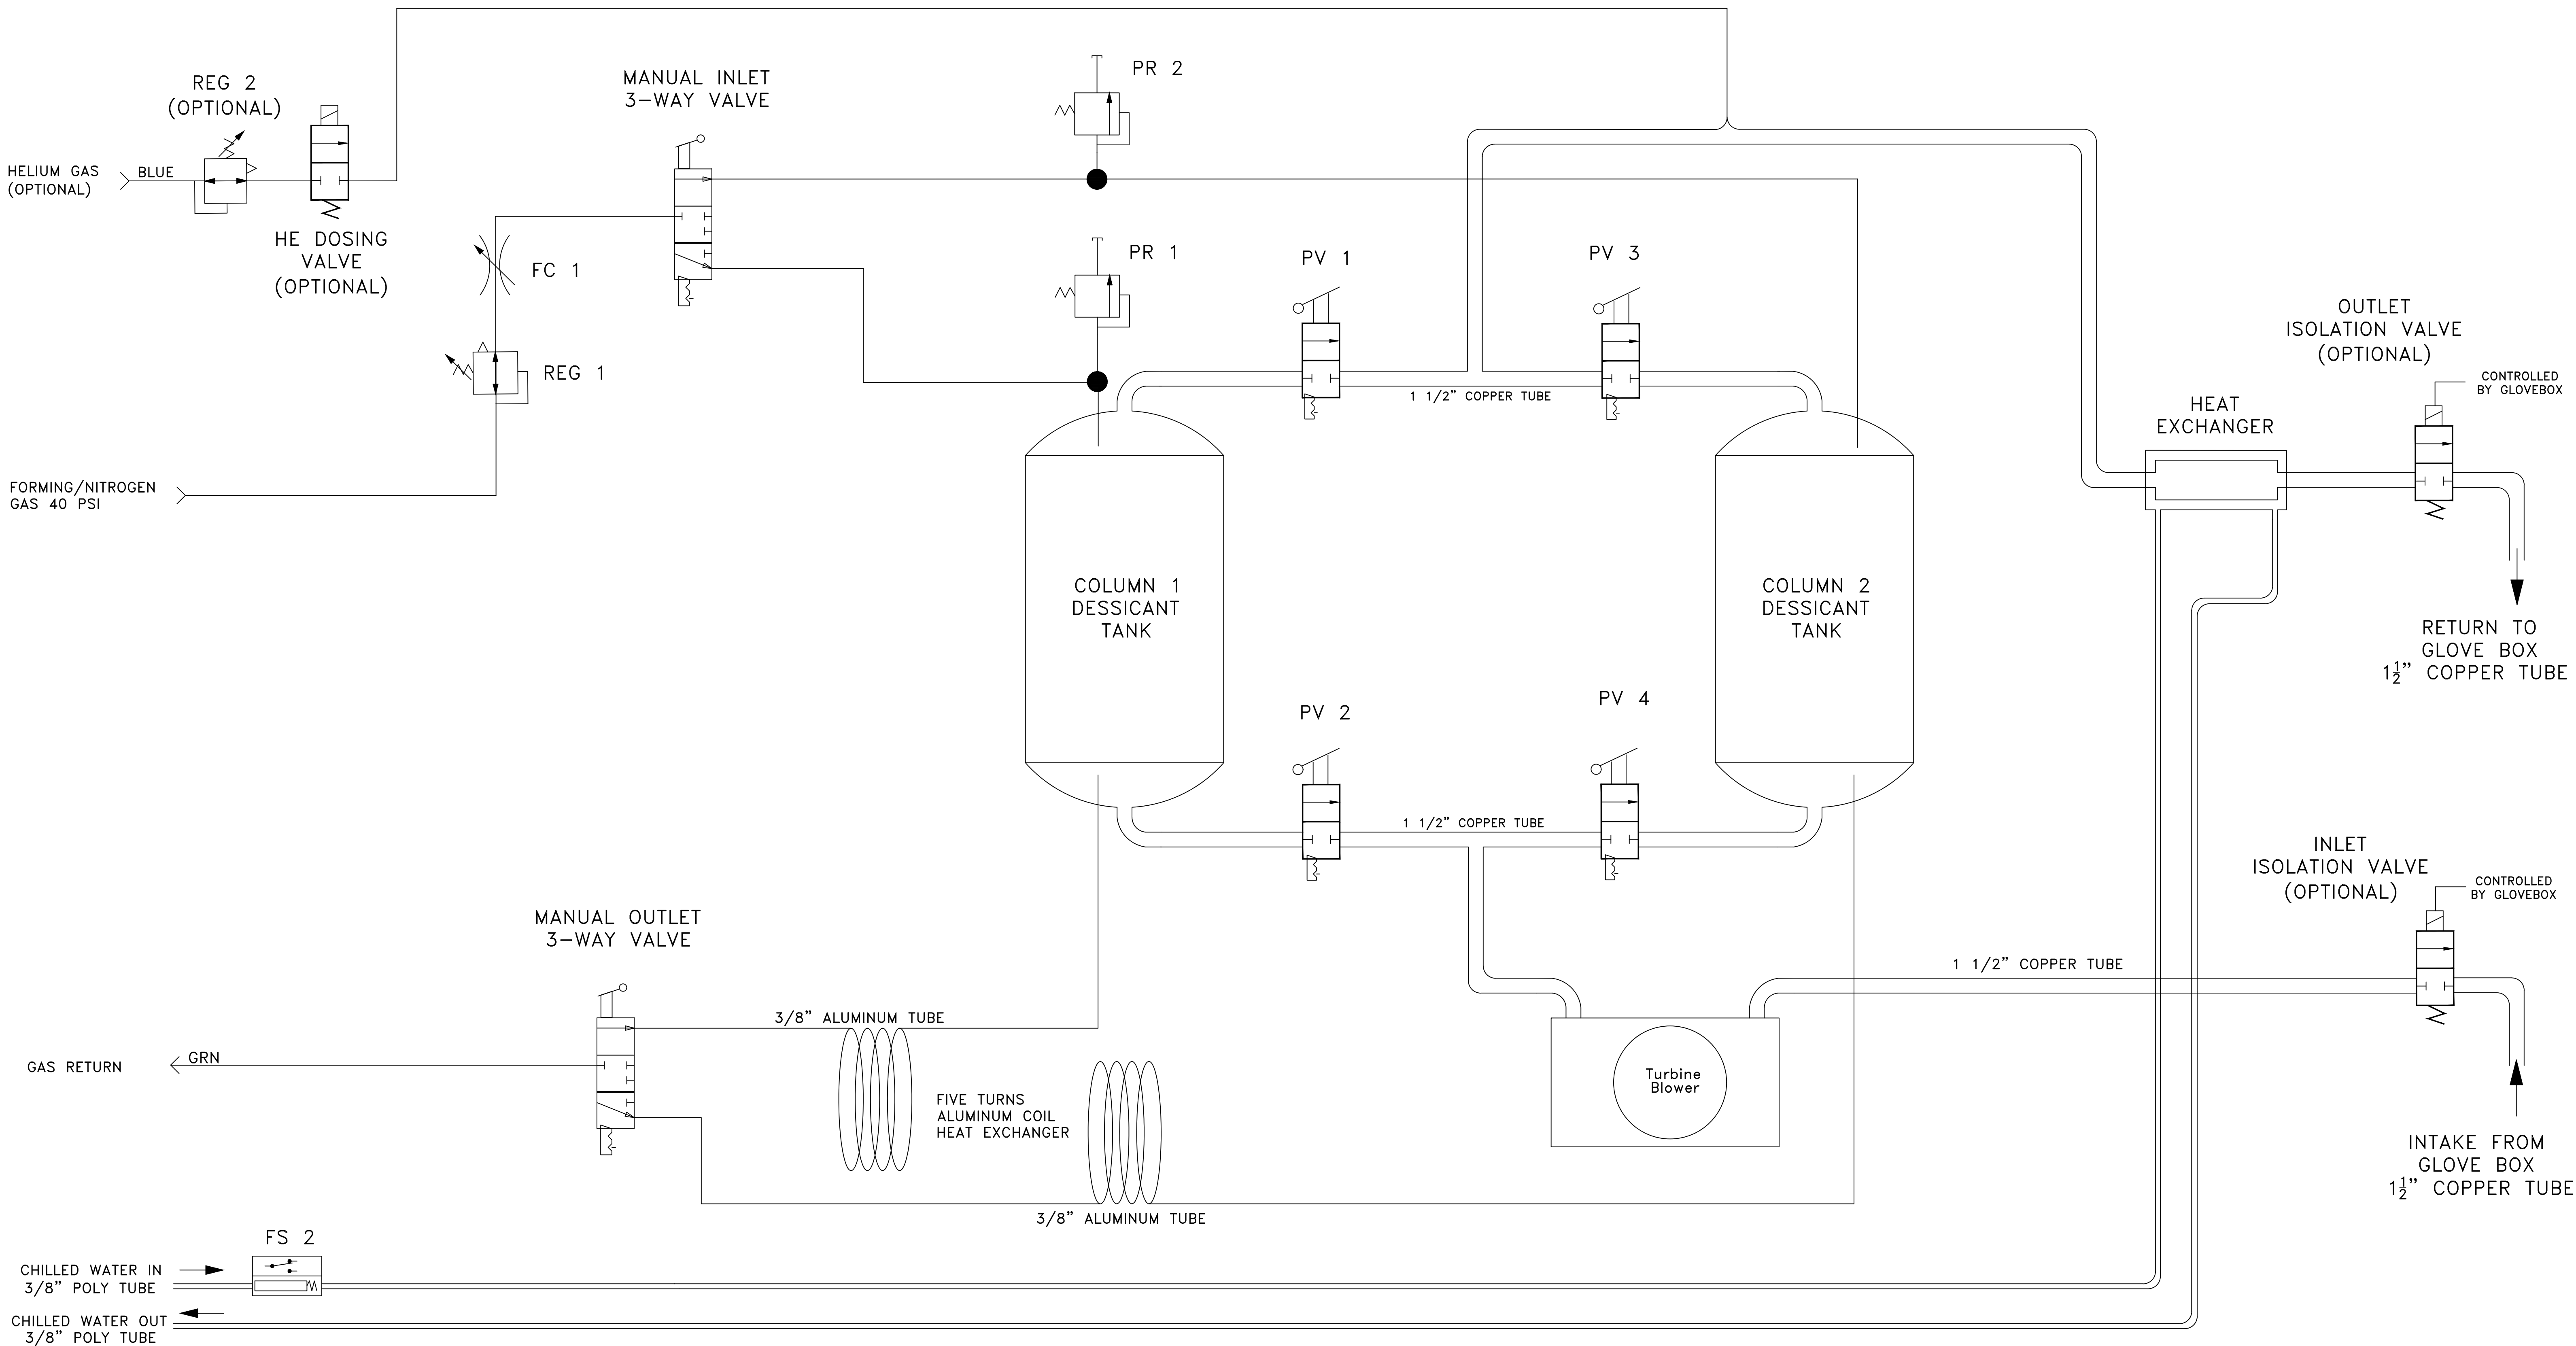 REG 2
(OPTIONAL)
MANUAL INLET
3-WAY VALVE
PR 2
HELIUM GAS
(OPTIONAL)
BLUE
HE DOSING
VALVE
(OPTIONAL)
FC 1
PR 1
PV 1
PV 3
REG 1
1 1/2" COPPER TUBE
OUTLET
ISOLATION VALVE
(OPTIONAL)
CONTROLLED
BY GLOVEBOX
HEAT
EXCHANGER
FORMING/NITROGEN
GAS 40 PSI
COLUMN 1
DESSICANT
TANK
COLUMN 2
DESSICANT
TANK
RETURN TO
GLOVE BOX
1½" COPPER TUBE
PV 2
PV 4
1 1/2" COPPER TUBE
INLET
ISOLATION VALVE
(OPTIONAL)
CONTROLLED
BY GLOVEBOX
MANUAL OUTLET
3-WAY VALVE
1 1/2" COPPER TUBE
3/8" ALUMINUM TUBE
GAS RETURN
GRN
FIVE TURNS
ALUMINUM COIL
HEAT EXCHANGER
Turbine
Blower
INTAKE FROM
GLOVE BOX
1½" COPPER TUBE
3/8" ALUMINUM TUBE
FS 2
CHILLED WATER IN
3/8" POLY TUBE
CHILLED WATER OUT
3/8" POLY TUBE